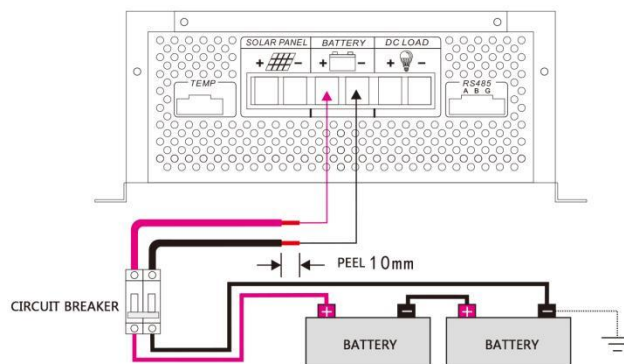 SOLAR PANEL BATTERY DC LOAD
+ - + - + -
TEMP
RS485
A B G
PEEL 10mm
CIRCUIT BREAKER
+ - + -
BATTERY BATTERY